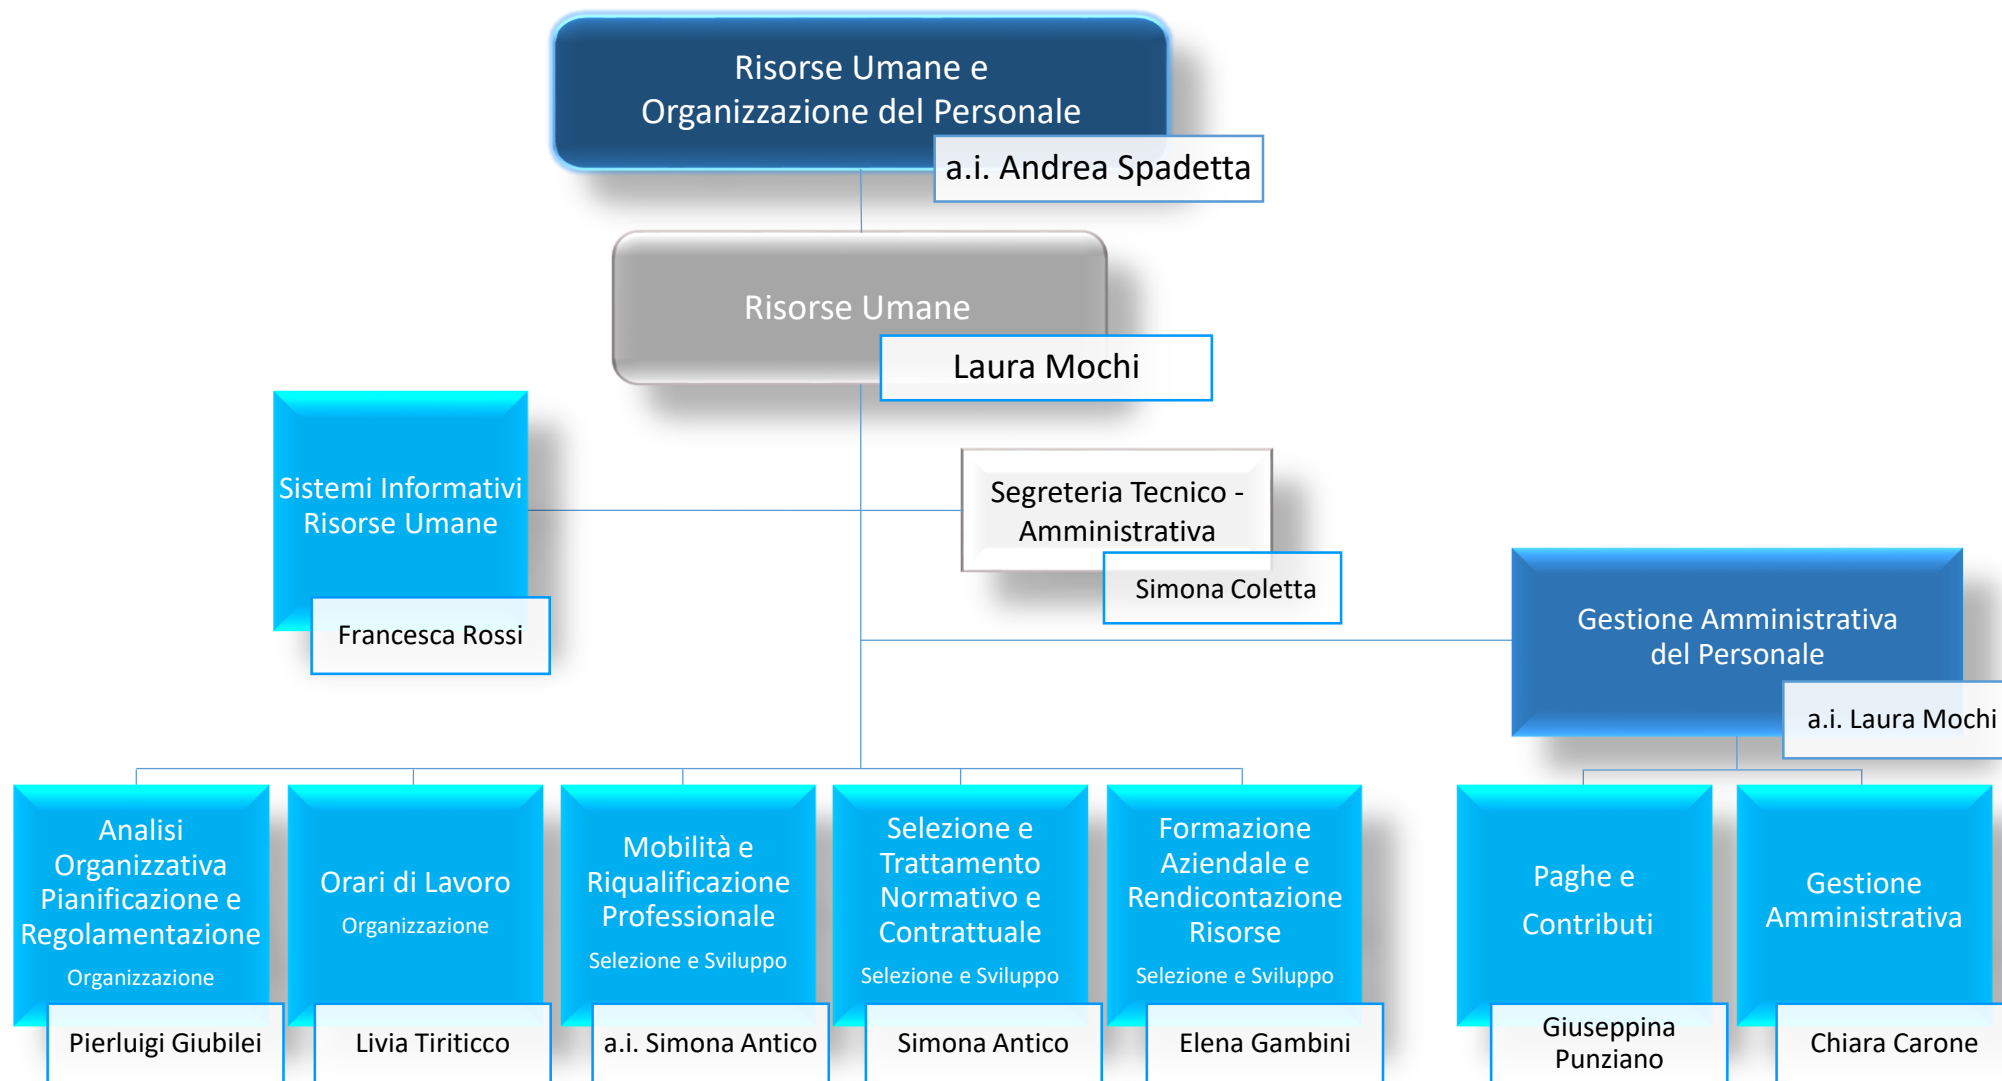 Risorse Umane e
Organizzazione del Personale
a.i. Andrea Spadetta
Risorse Umane
Laura Mochi
Sistemi Informativi
Risorse Umane
Francesca Rossi
Segreteria Tecnico -
Amministrativa
Simona Coletta
Gestione Amministrativa
del Personale
a.i. Laura Mochi
Analisi
Organizzativa
Pianificazione e
Regolamentazione
Organizzazione
Pierluigi Giubilei
Orari di Lavoro
Organizzazione
Livia Tiriticco
Mobilità e
Riqualificazione
Professionale
Selezione e Sviluppo
a.i. Simona Antico
Selezione e
Trattamento
Normativo e
Contrattuale
Selezione e Sviluppo
Simona Antico
Formazione
Aziendale e
Rendicontazione
Risorse
Selezione e Sviluppo
Elena Gambini
Paghe e
Contributi
Giuseppina
Punziano
Gestione
Amministrativa
Chiara Carone